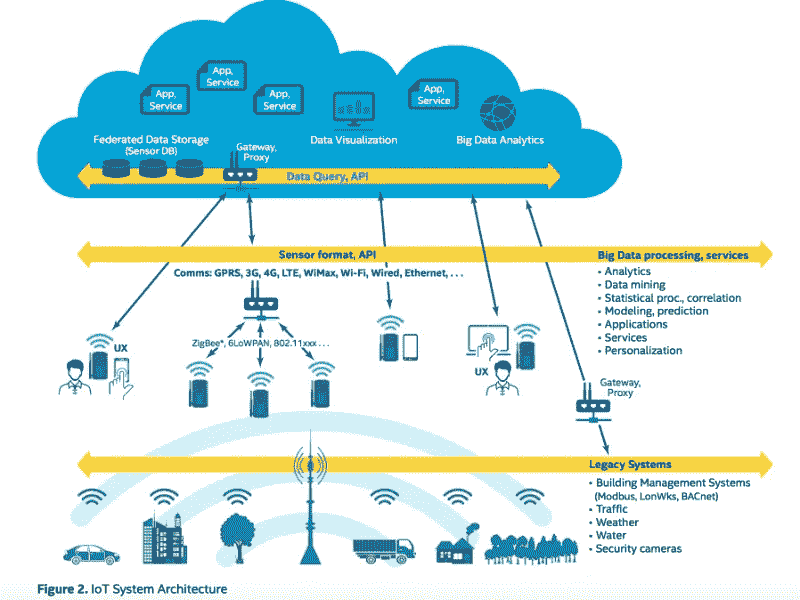 App,
Service
App,
Service
App,
Service
App,
Service
Federated Data Storage
(Sensor DB)
Gateway,
Proxy
Data Visualization
Big Data Analytics
Data Query, API
Sensor format, API
Big Data processing, services
Comms: GPRS, 3G, 4G, LTE, WiMax, Wi-Fi, Wired, Ethernet, . . .
• Analytics
• Data mining
• Statistical proc., correlation
• Modeling, prediction
• Applications
• Services
• Personalization
UX
ZigBee*, 6LoWPAN, 802.11xxx . . .
UX
Gateway,
Proxy
Legacy Systems
• Building Management Systems
(Modbus, LonWks, BACnet)
• Traffic
• Weather
• Water
• Security cameras
Figure 2. IoT System Architecture